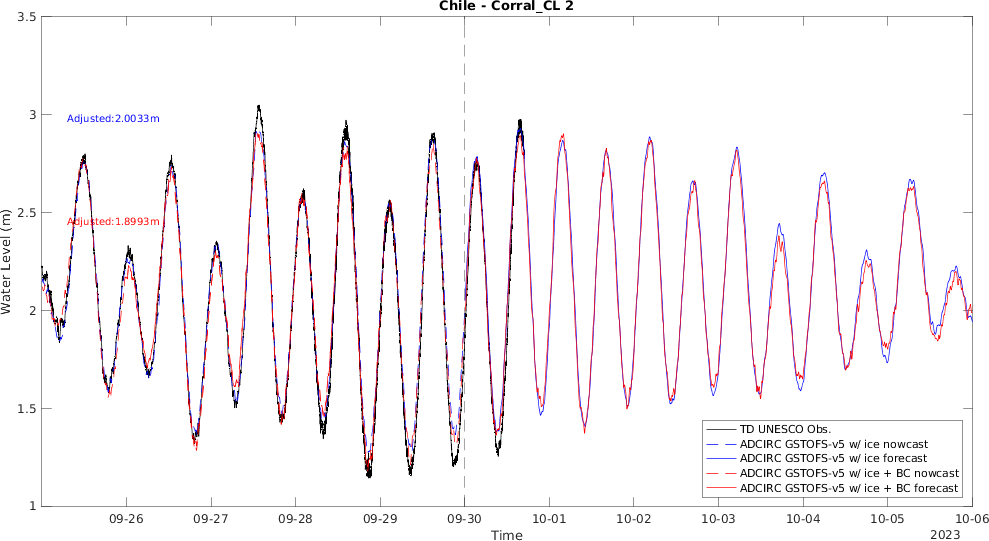 Chile - Corral_CL 2
3.5
3
2.5
2
1.5
1
Water Level (m)
Adjusted:2.0033m
Adjusted:1.8993m
TD UNESCO Obs.
ADCIRC GSTOFS-v5 w/ ice nowcast
ADCIRC GSTOFS-v5 w/ ice forecast
ADCIRC GSTOFS-v5 w/ ice + BC nowcast
ADCIRC GSTOFS-v5 w/ ice + BC forecast
09-26 09-27 09-28 09-29 09-30 10-01 10-02 10-03 10-04 10-05 10-06
Time
2023